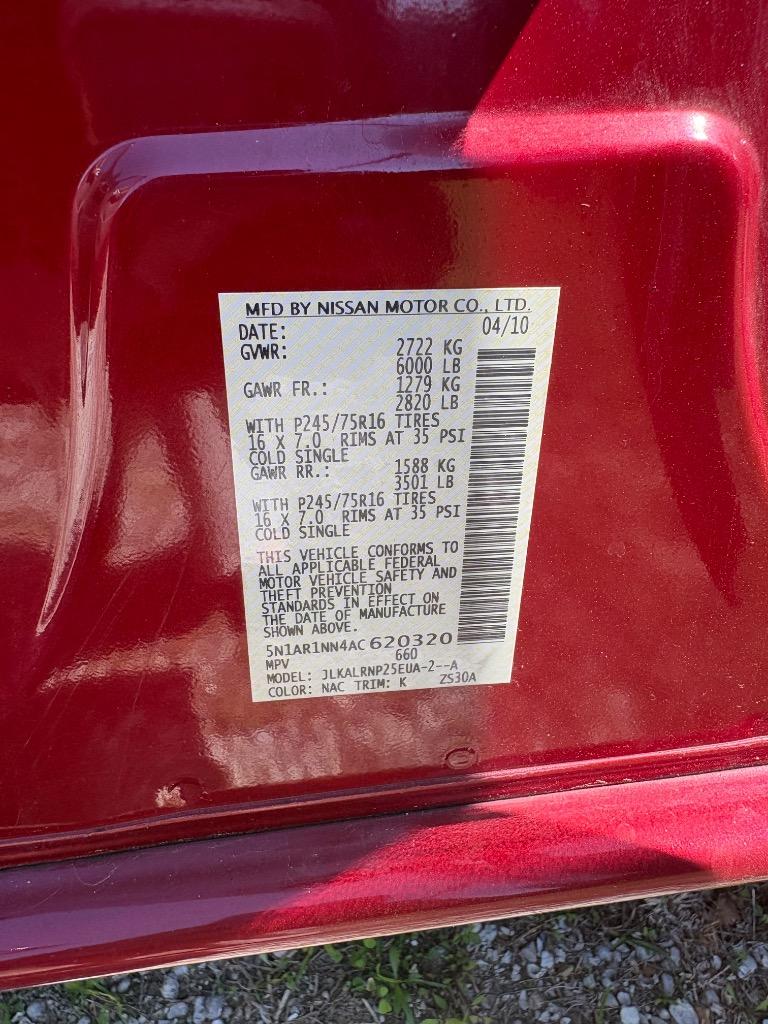 MFD BY NISSAN MOTOR CO., LTD.
DATE: 04/10
GVWR: 2722 KG
6000 LB
GAWR FR.: 1279 KG
2820 LB
WITH P245/75R16 TIRES
16 X 7.0 RIMS AT 35 PSI
COLD SINGLE
GAWR RR.: 1588 KG
3501 LB
WITH P245/75R16 TIRES
16 X 7.0 RIMS AT 35 PSI
COLD SINGLE
THIS VEHICLE CONFORMS TO
ALL APPLICABLE FEDERAL
MOTOR VEHICLE SAFETY AND
THEFT PREVENTION
STANDARDS IN EFFECT ON
THE DATE OF MANUFACTURE
SHOWN ABOVE.
5N1AR1NN4AC620320
MPV 660
MODEL: JLKALRNP25EUA-2--A
COLOR: NAC TRIM: K ZS30A